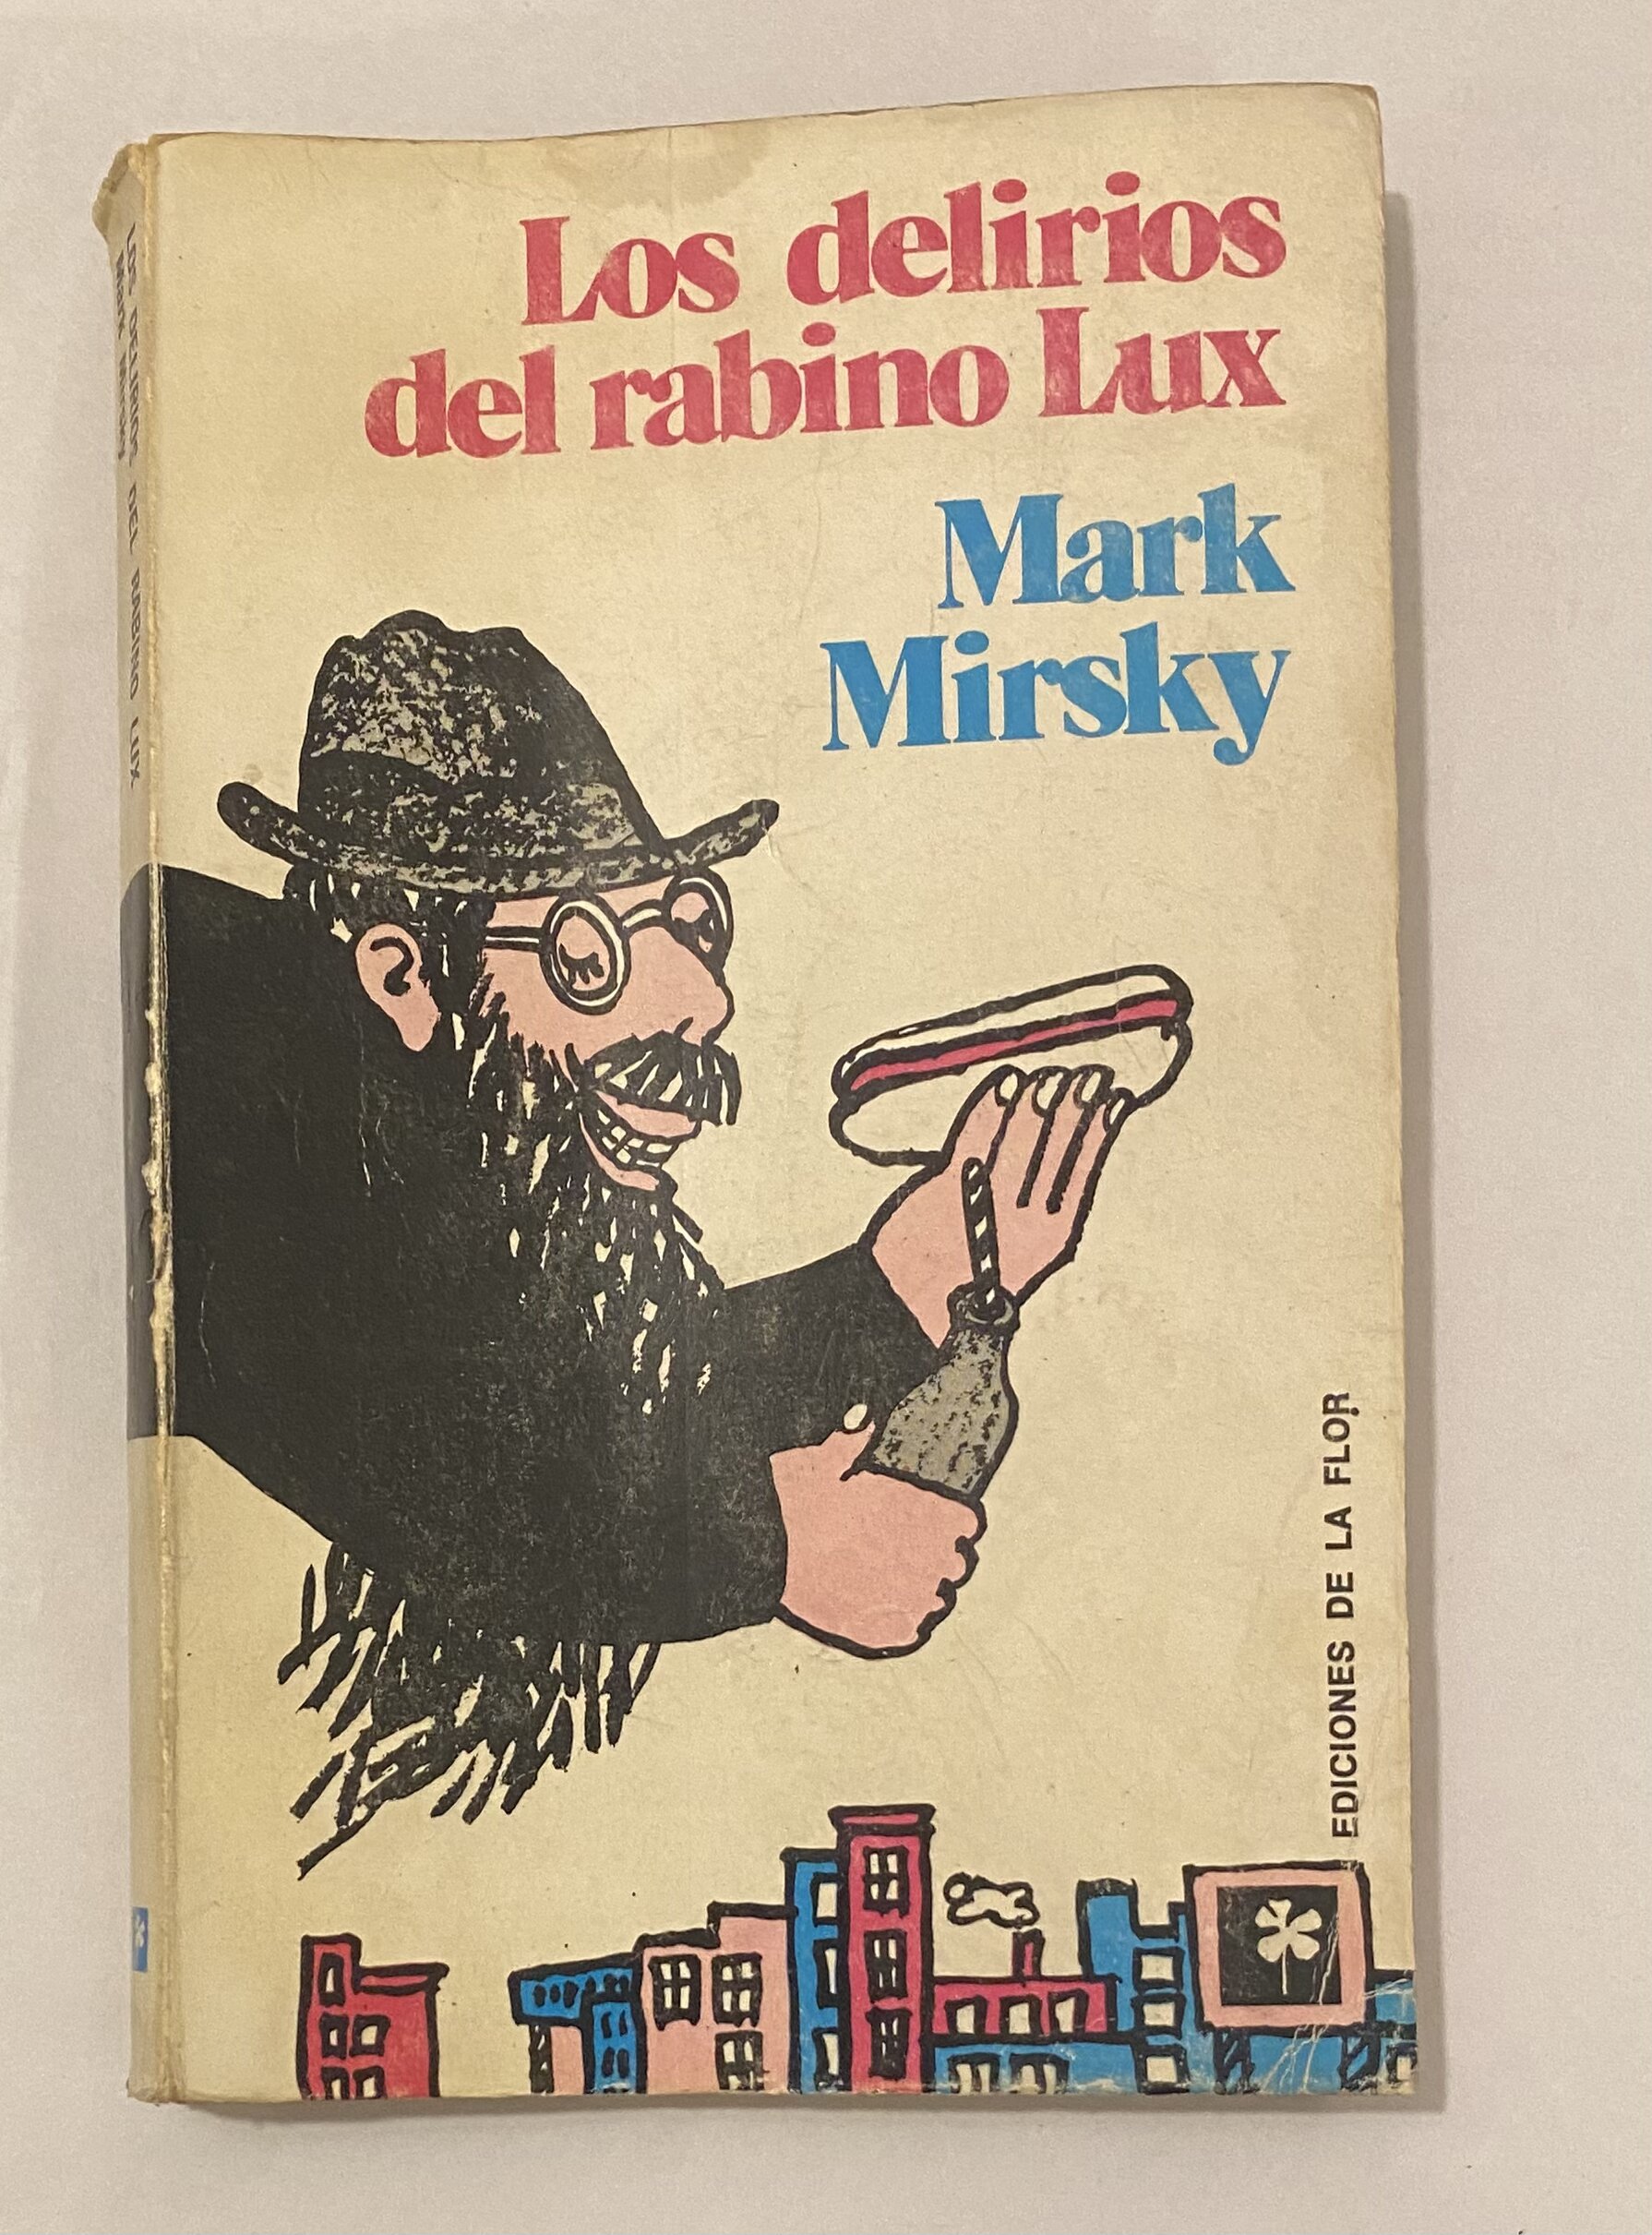 Los delirios
del rabino Lux
Mark
Mirsky
EDICIONES DE LA FLOR
LOS DELIRIOS DEL RABINO LUX
Mark Mirsky